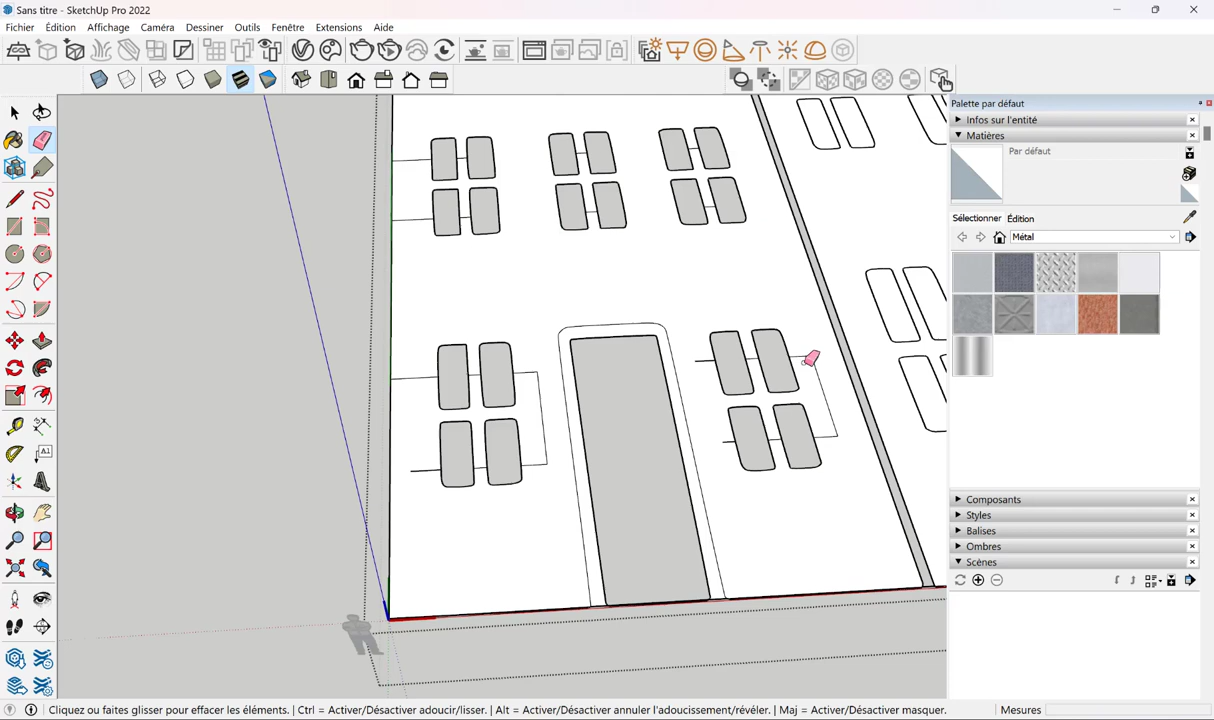 Sans titre - SketchUp Pro 2022
Fichier Édition Affichage Caméra Dessiner Outils Fenêtre Extensions Aide
Palette par défaut
Infos sur l'entité
Matières
Par défaut
Sélectionner Édition
Métal
A1
Composants
Styles
Balises
Ombres
Scènes
Cliquez ou faites glisser pour effacer les éléments. | Ctrl = Activer/Désactiver adoucir/lisser. | Alt = Activer/Désactiver annuler l'adoucissement/révéler. | Maj = Activer/Désactiver masquer. Mesures